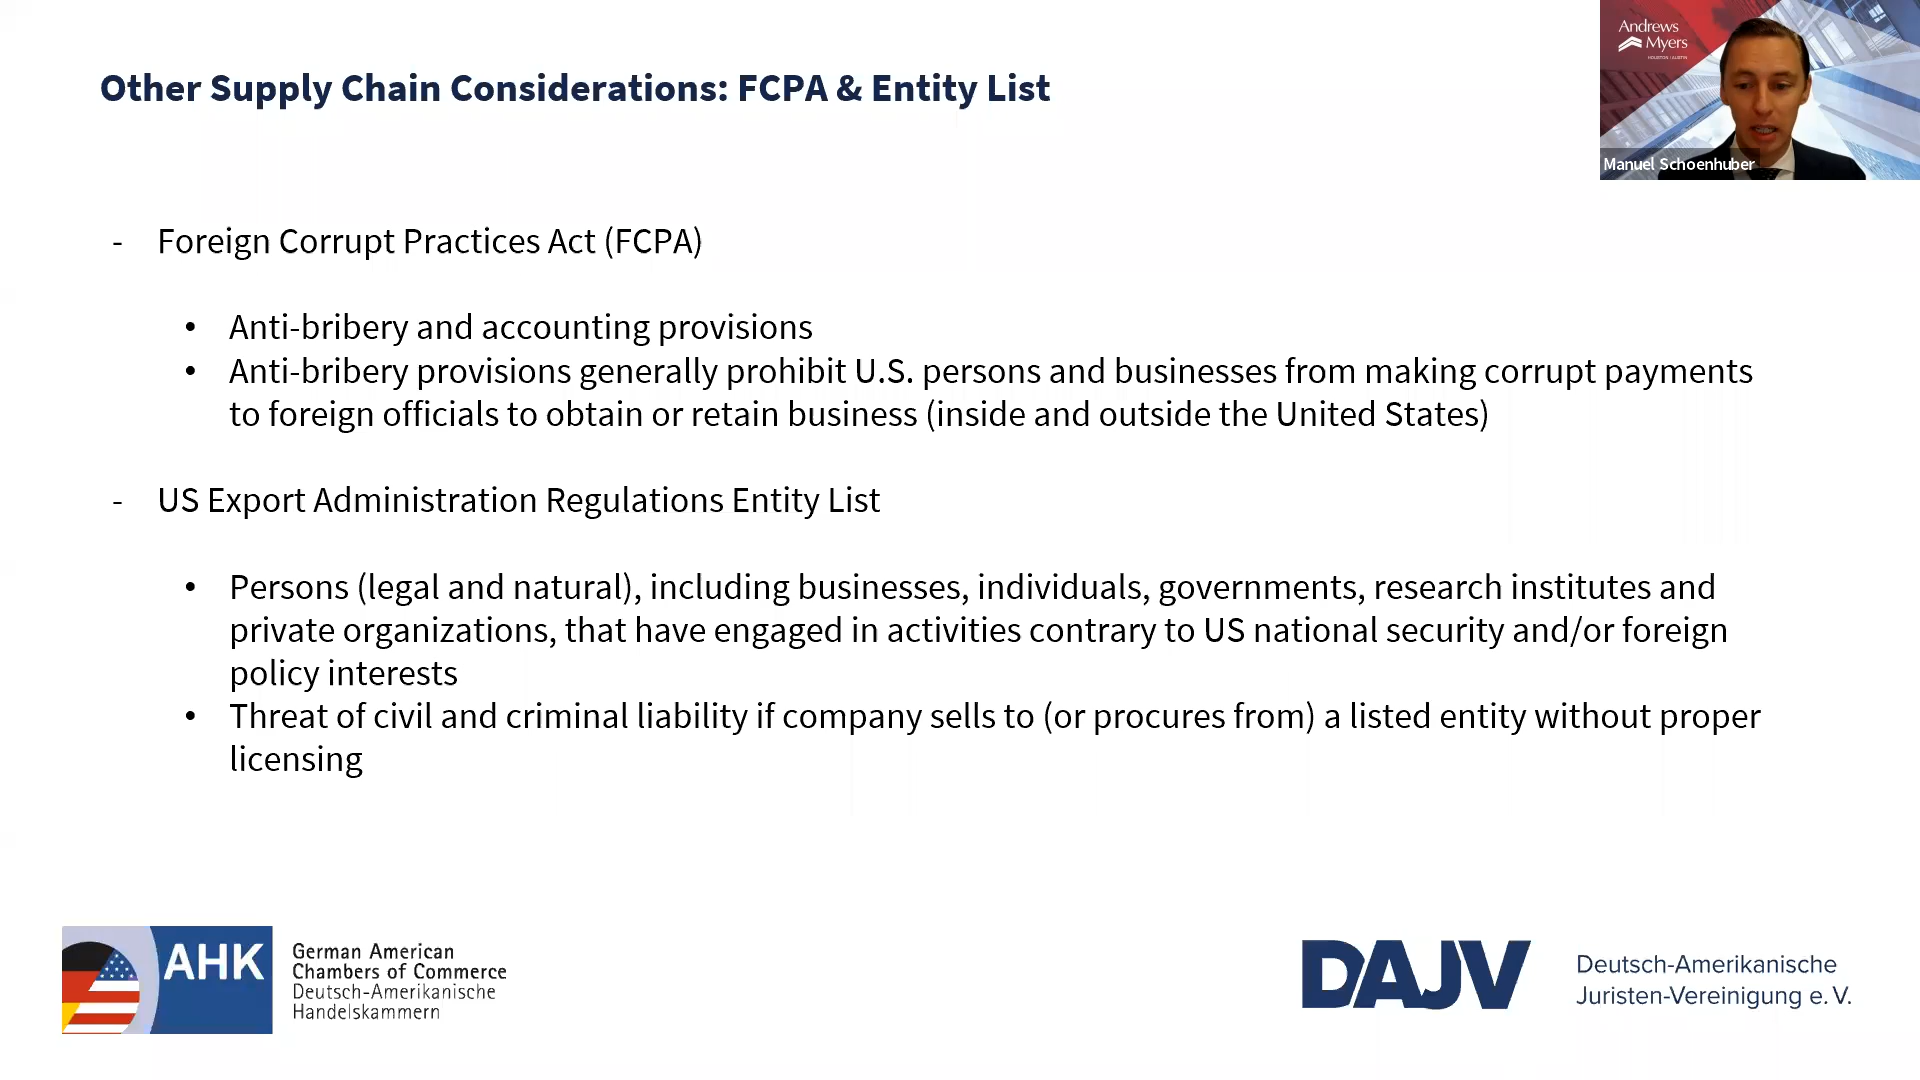 Other Supply Chain Considerations: FCPA & Entity List
Andrews
Myers
HOUSTON | AUSTIN
Manuel Schoenhuber
- Foreign Corrupt Practices Act (FCPA)
• Anti-bribery and accounting provisions
• Anti-bribery provisions generally prohibit U.S. persons and businesses from making corrupt payments
to foreign officials to obtain or retain business (inside and outside the United States)
- US Export Administration Regulations Entity List
• Persons (legal and natural), including businesses, individuals, governments, research institutes and
private organizations, that have engaged in activities contrary to US national security and/or foreign
policy interests
• Threat of civil and criminal liability if company sells to (or procures from) a listed entity without proper
licensing
AHK
German American
Chambers of Commerce
Deutsch-Amerikanische
Handelskammern
DAJV
Deutsch-Amerikanische
Juristen-Vereinigung e. V.